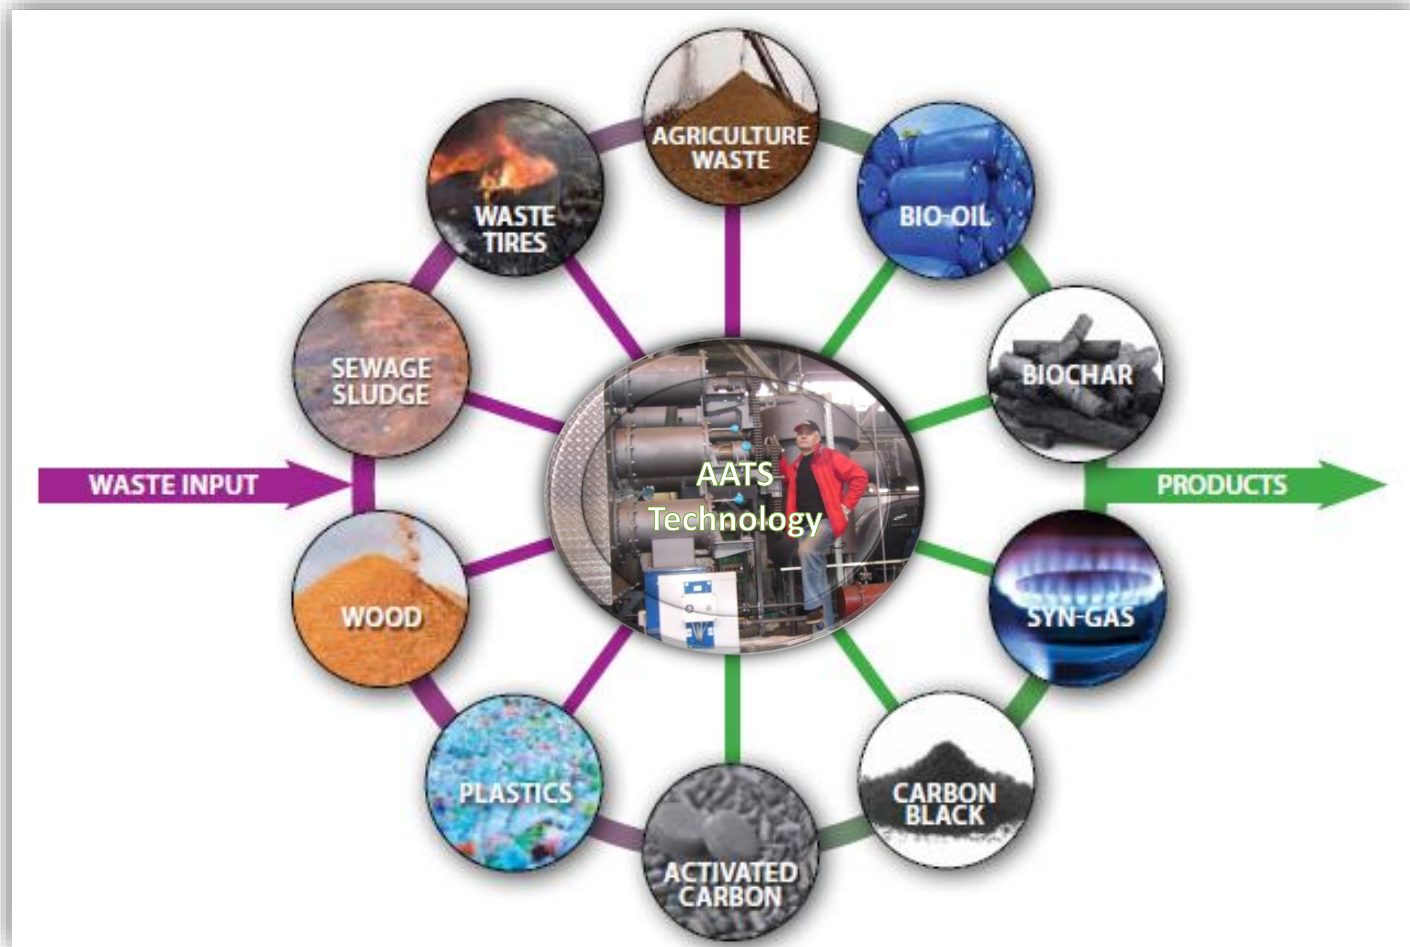 AGRICULTURE
WASTE
WASTE
TIRES
BIO-OIL
SEWAGE
SLUDGE
BIOCHAR
WASTE INPUT
AATS
Technology
PRODUCTS
WOOD
SYN-GAS
PLASTICS
CARBON
BLACK
ACTIVATED
CARBON